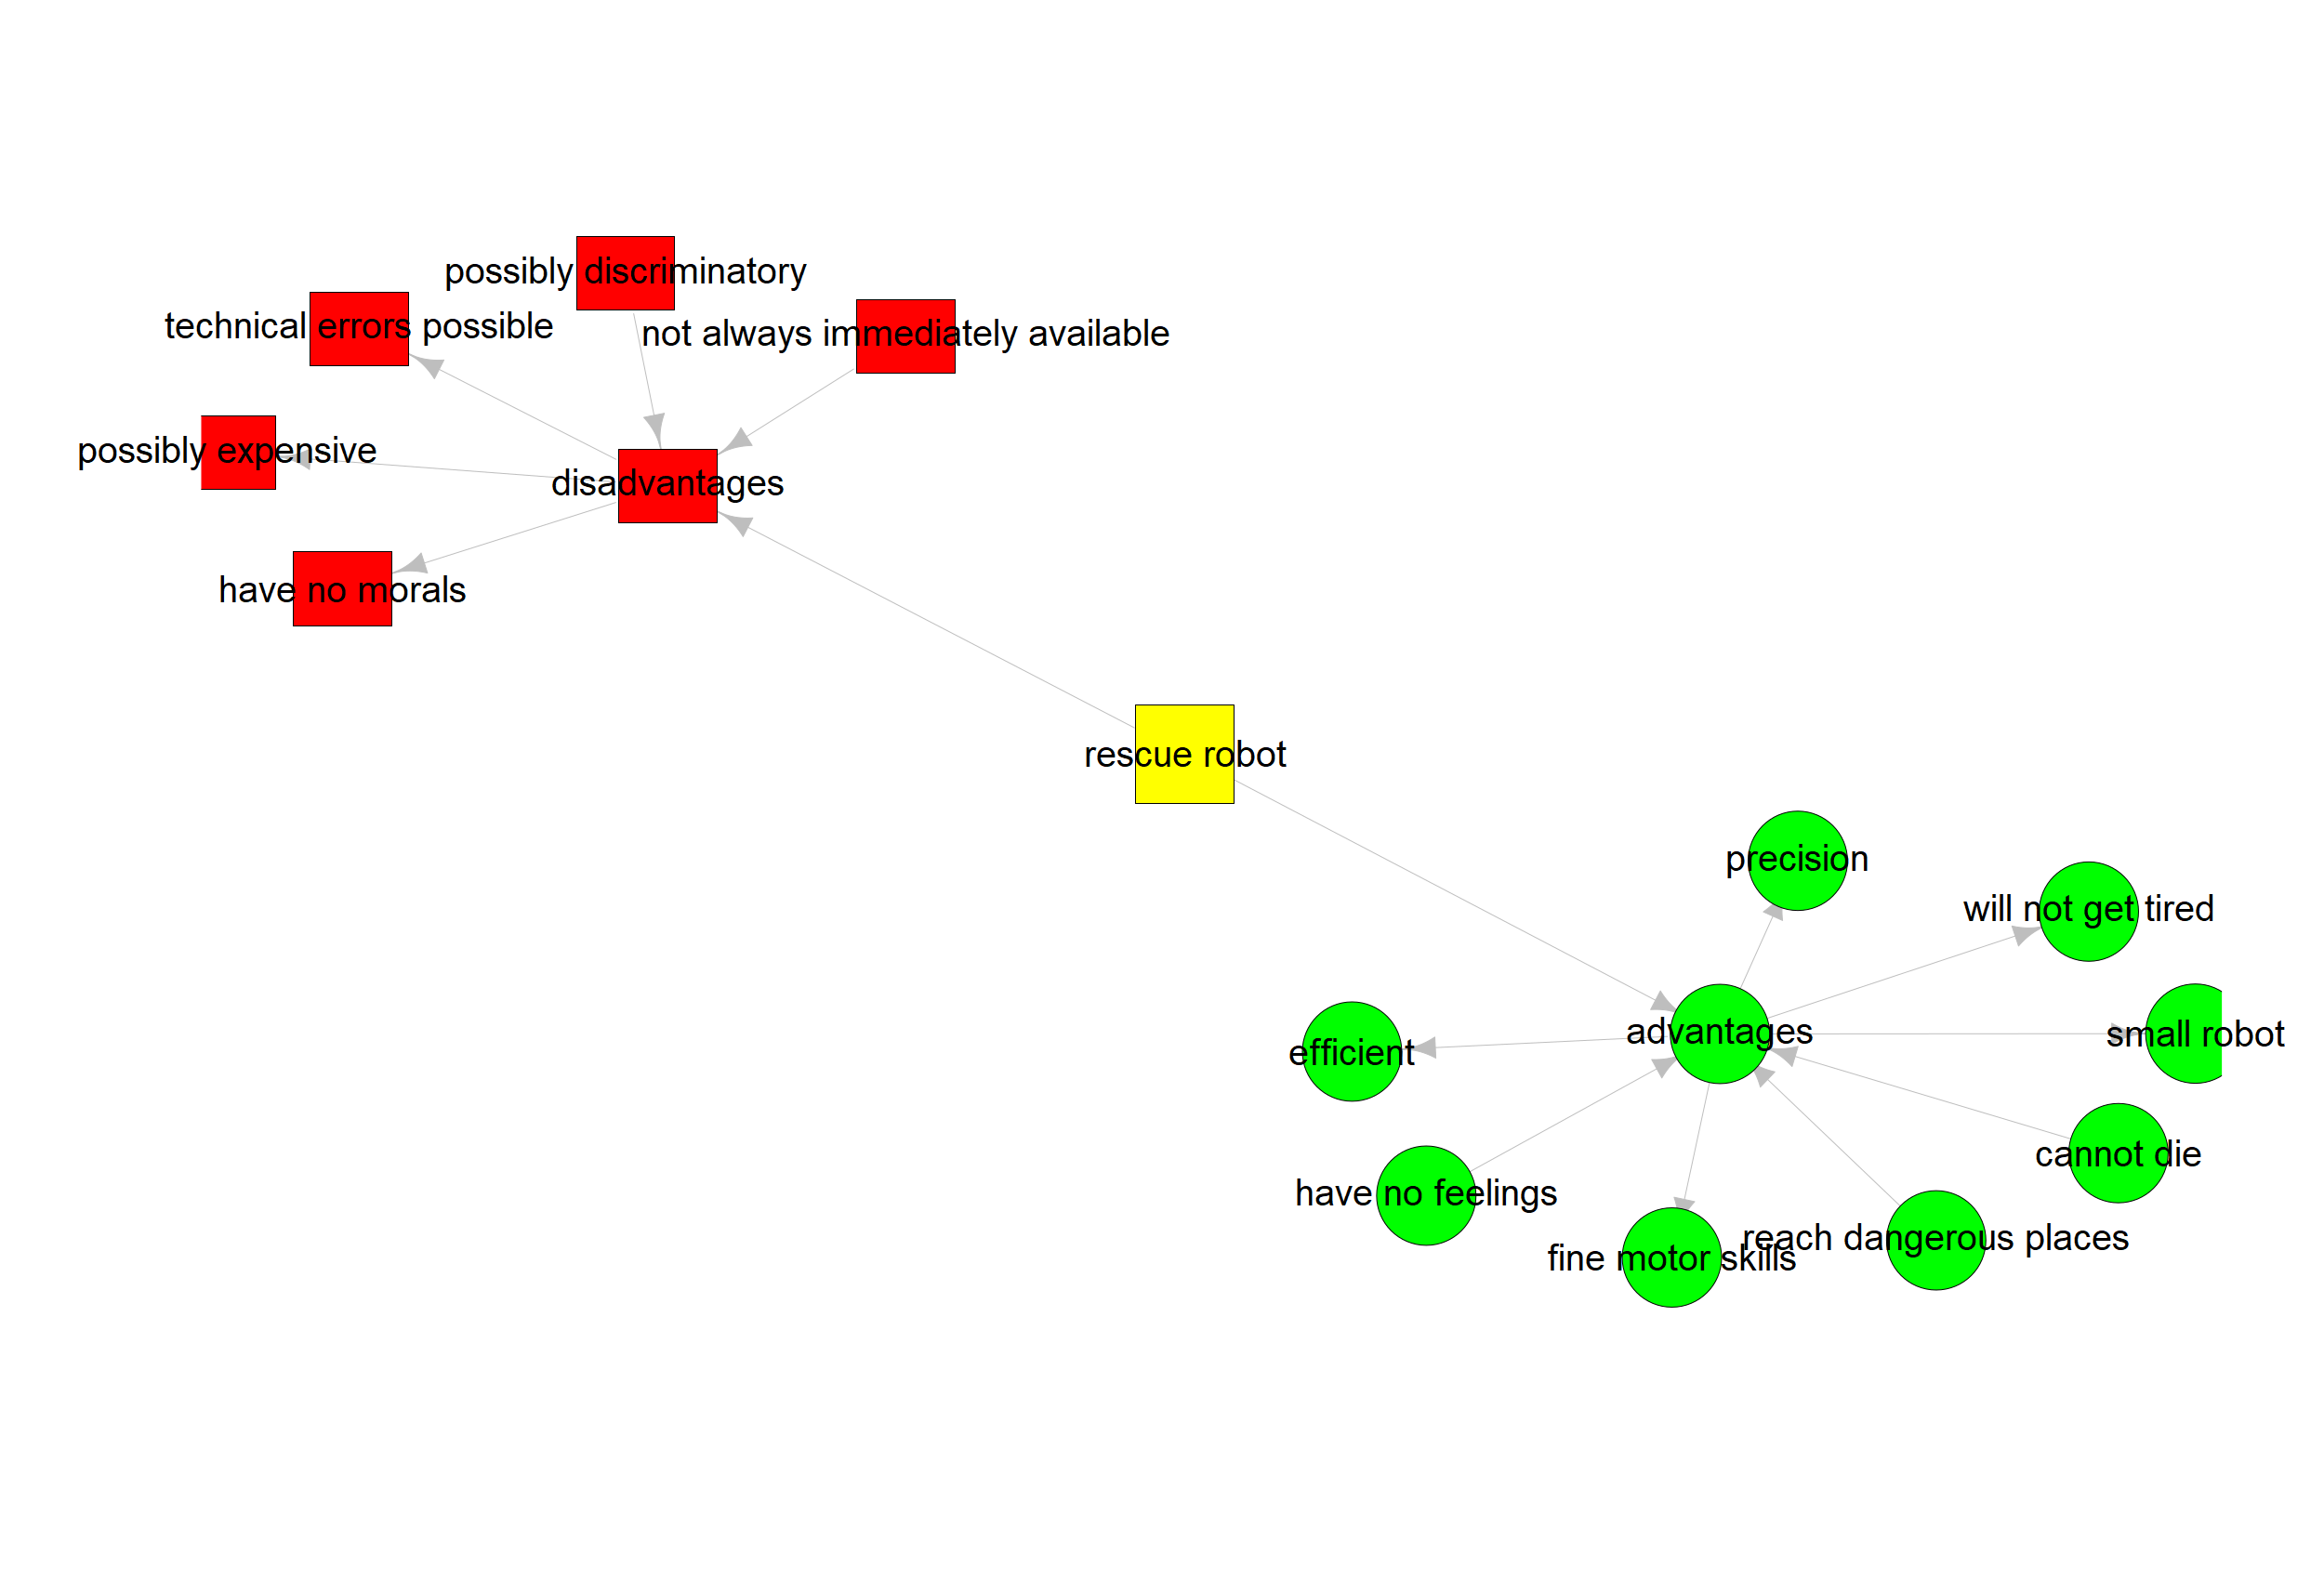 possibly discriminatory
technical errors possible
not always immediately available
possibly expensive
disadvantages
have no morals
rescue robot
precision
will not get tired
advantages
small robot
efficient
cannot die
have no feelings
reach dangerous places
fine motor skills